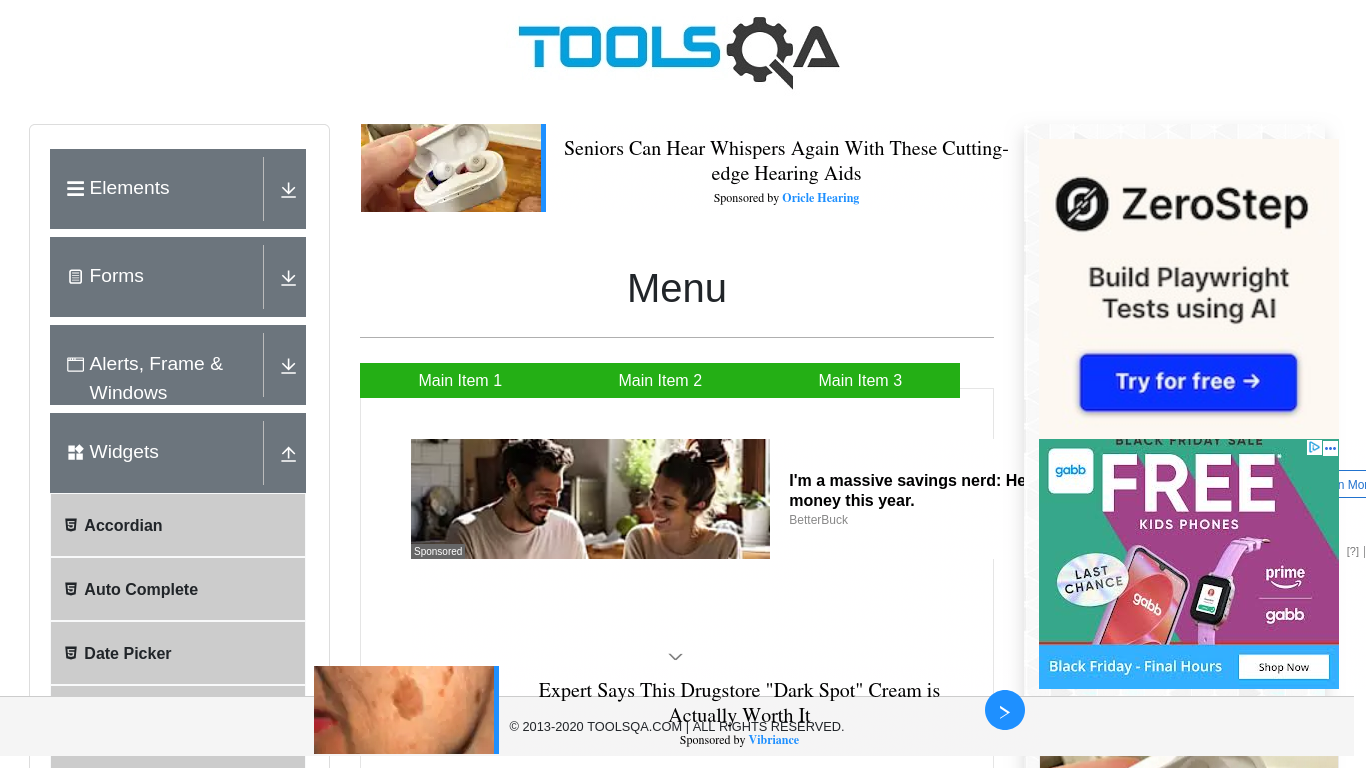 TOOLSQA
Elements
Forms
Alerts, Frame &
Windows
Widgets
Accordian
Auto Complete
Date Picker
Seniors Can Hear Whispers Again With These Cutting-
edge Hearing Aids
Sponsored by Oricle Hearing
Menu
Main Item 1
Main Item 2
Main Item 3
Sponsored
I'm a massive savings nerd: He
money this year.
BetterBuck
Expert Says This Drugstore "Dark Spot" Cream is
Actually Worth It
© 2013-2020 TOOLSQA.COM | ALL RIGHTS RESERVED.
Sponsored by Vibriance
ZeroStep
Build Playwright
Tests using AI
Try for free →
BLACK FRIDAY SALE
gabb
FREE
KIDS PHONES
LAST
CHANCE
gabb
prime
gabb
Black Friday - Final Hours
Shop Now
n Mor
[?]